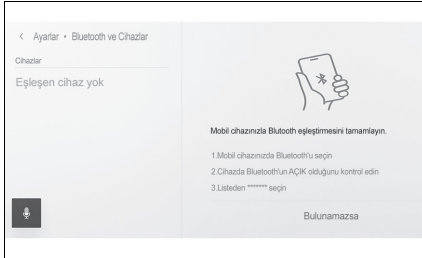 < Ayarlar • Bluetooth ve Cihazlar
Cihazlar
Eşleşen cihaz yok
Mobil cihazınızla Blutooth eşleştirmesini tamamlayın.
1.Mobil cihazınızda Bluetooth'u seçin
2.Cihazda Bluetooth'un AÇIK olduğunu kontrol edin
3.Listeden ******* seçin
Bulunamazsa